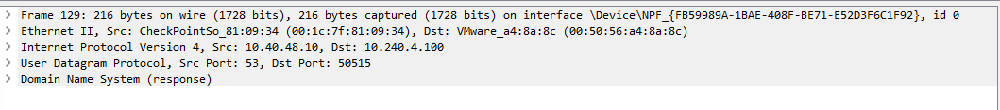 Frame 129: 216 bytes on wire (1728 bits), 216 bytes captured (1728 bits) on interface \Device\NPF_{FB59989A-1BAE-408F-BE71-E52D3F6C1F92}, id 0
Ethernet II, Src: CheckPointSo_81:09:34 (00:1c:7f:81:09:34), Dst: VMware_a4:8a:8c (00:50:56:a4:8a:8c)
Internet Protocol Version 4, Src: 10.40.48.10, Dst: 10.240.4.100
User Datagram Protocol, Src Port: 53, Dst Port: 50515
Domain Name System (response)